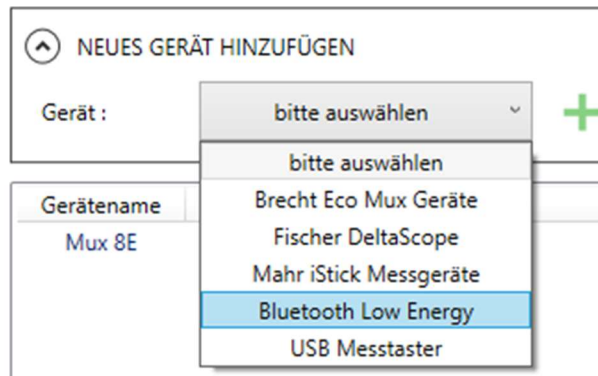 NEUES GERÄT HINZUFÜGEN
Gerät :
bitte auswählen
bitte auswählen
Brecht Eco Mux Geräte
Fischer DeltaScope
Mahr iStick Messgeräte
Bluetooth Low Energy
USB Messtaster
Gerätename
Mux 8E